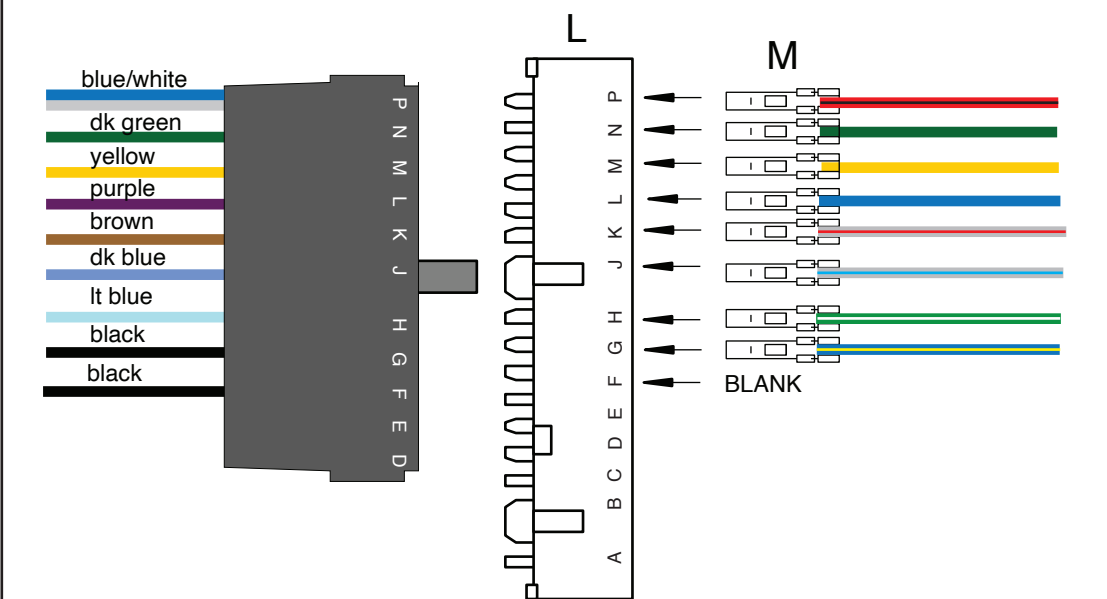 L
M
blue/white
dk green
yellow
purple
brown
dk blue
lt blue
black
black
P
N
M
L
K
J
H
G
F
E
D
P
N
M
L
K
J
H
G
F
E
D
C
B
A
BLANK